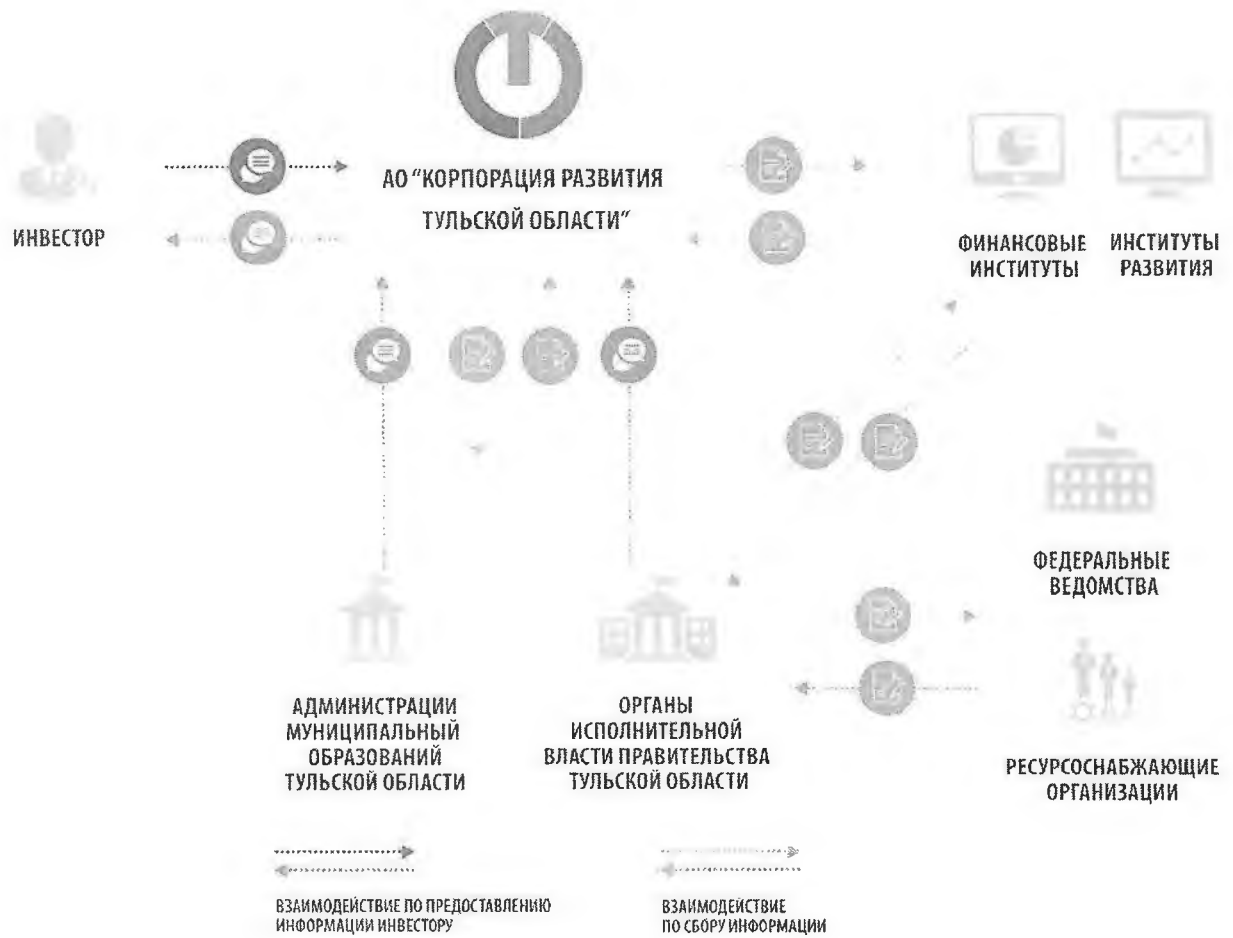 АО "КОРПОРАЦИЯ РАЗВИТИЯ
ТУЛЬСКОЙ ОБЛАСТИ"
ИНВЕСТОР
ФИНАНСОВЫЕ
ИНСТИТУТЫ
ИНСТИТУТЫ
РАЗВИТИЯ
ФЕДЕРАЛЬНЫЕ
ВЕДОМСТВА
АДМИНИСТРАЦИИ
МУНИЦИПАЛЬНЫЙ
ОБРАЗОВАНИЙ
ТУЛЬСКОЙ ОБЛАСТИ
ОРГАНЫ
ИСПОЛНИТЕЛЬНОЙ
ВЛАСТИ ПРАВИТЕЛЬСТВА
ТУЛЬСКОЙ ОБЛАСТИ
РЕСУРСОСНАБЖАЮЩИЕ
ОРГАНИЗАЦИИ
ВЗАИМОДЕЙСТВИЕ ПО ПРЕДОСТАВЛЕНИЮ
ИНФОРМАЦИИ ИНВЕСТОРУ
ВЗАИМОДЕЙСТВИЕ
ПО СБОРУ ИНФОРМАЦИИ